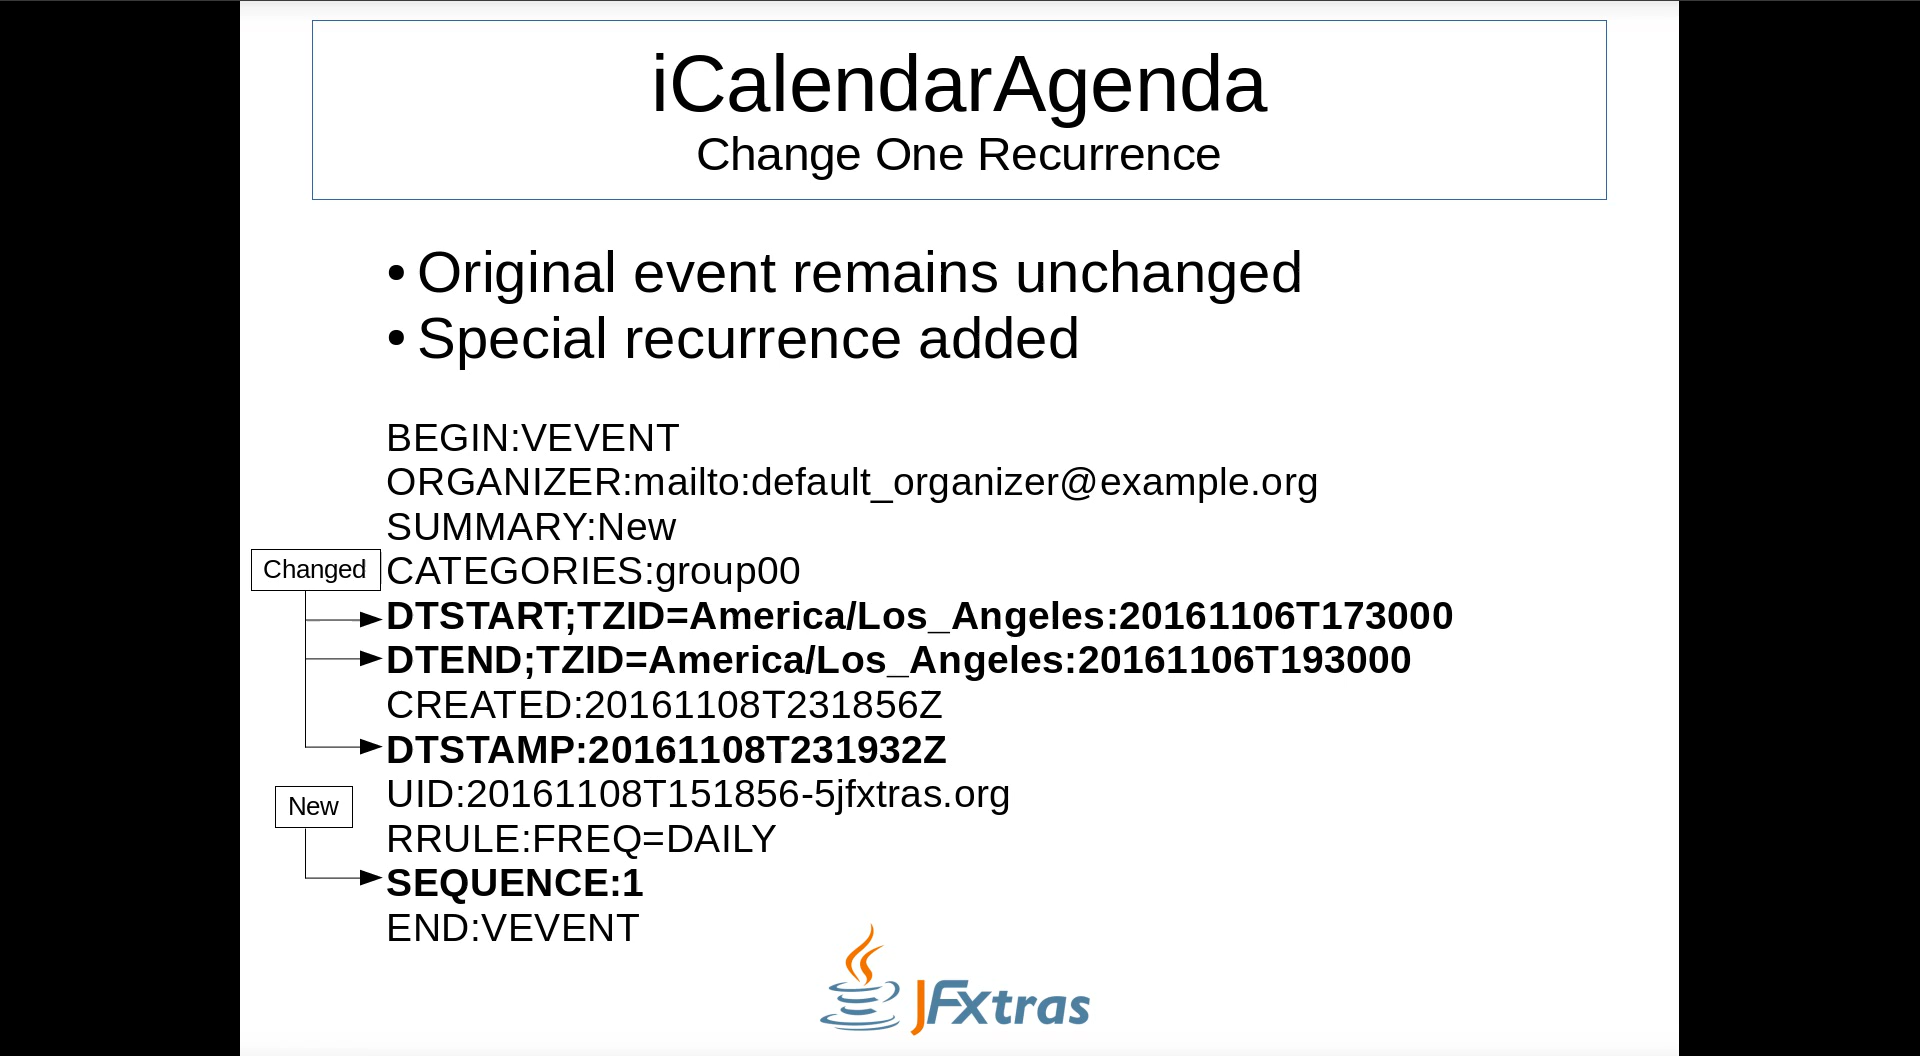 iCalendarAgenda
Change One Recurrence
• Original event remains unchanged
• Special recurrence added
BEGIN:VEVENT
ORGANIZER:mailto:default_organizer@example.org
SUMMARY:New
Changed
CATEGORIES:group00
DTSTART;TZID=America/Los_Angeles:20161106T173000
DTEND;TZID=America/Los_Angeles:20161106T193000
CREATED:20161108T231856Z
DTSTAMP:20161108T231932Z
UID:20161108T151856-5jfxtras.org
New
RRULE:FREQ=DAILY
SEQUENCE:1
END:VEVENT
JFXtras